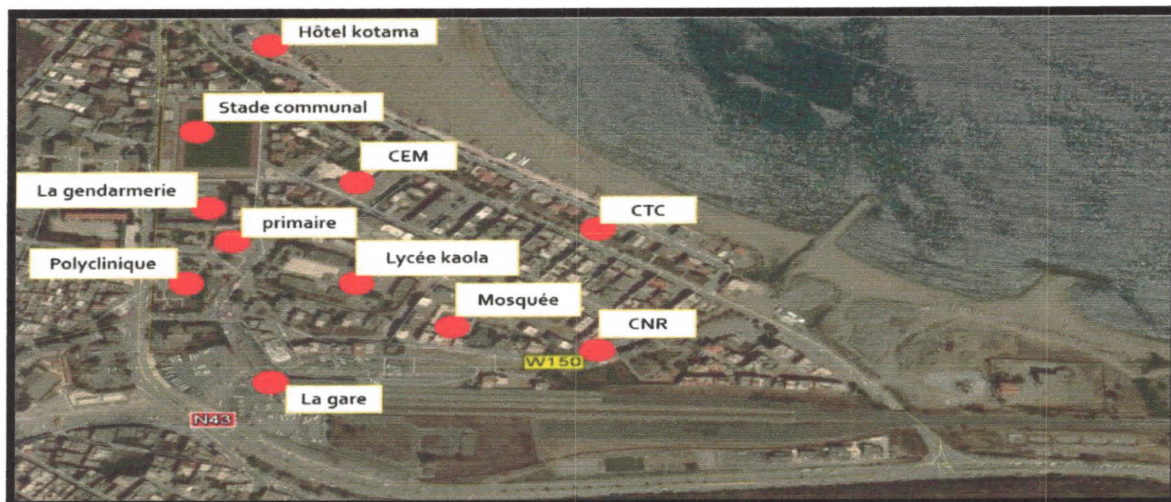 Hôtel kotama
Stade communal
CEM
La gendarmerie
primaire
CTC
Polyclinique
Lycée kaola
Mosquée
CNR
W150
La gare
N43